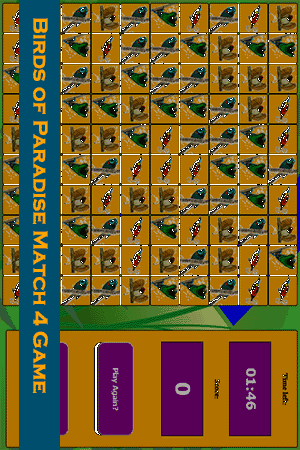 Birds of Paradise Match 4 Game
Time left:
01:46
Score:
0
Play Again?